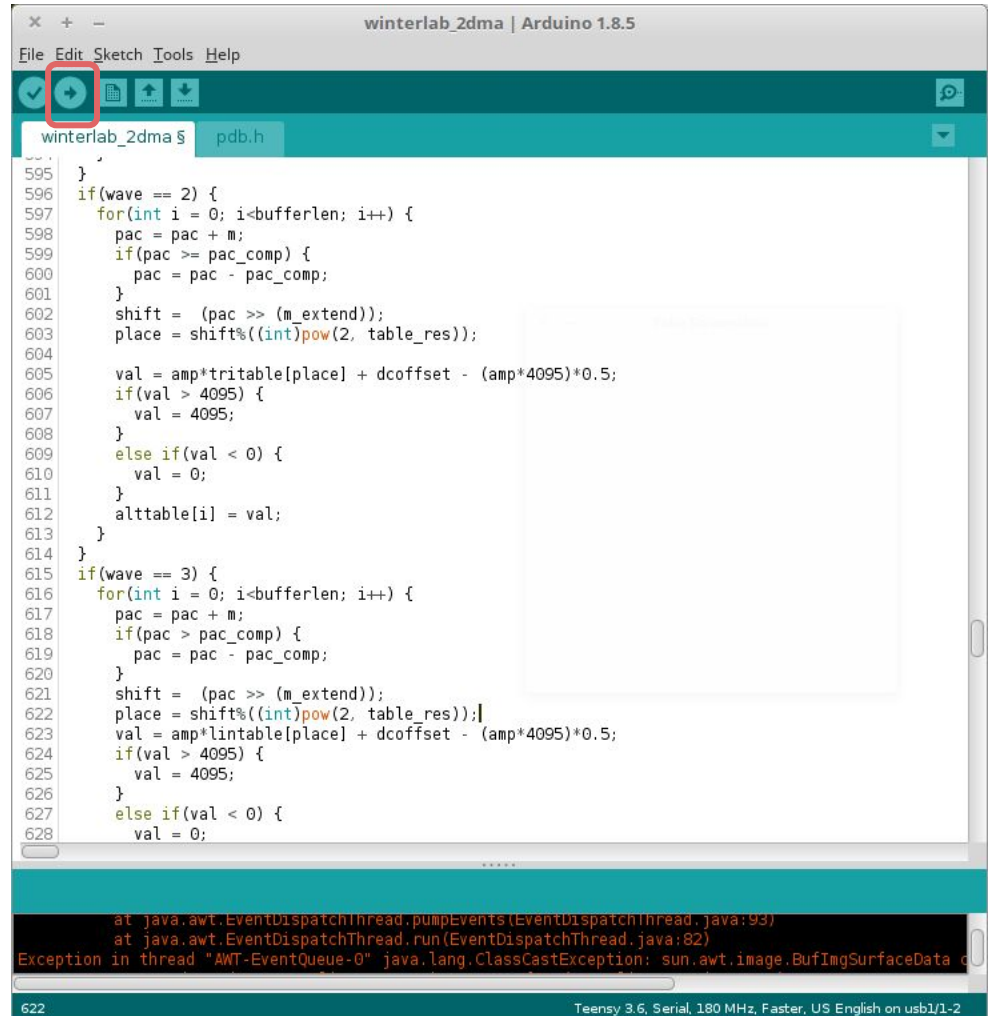 winterlab_2dma | Arduino 1.8.5
File Edit Sketch Tools Help
winterlab_2dma § pdb.h
595 }
596 if(wave == 2) {
597 for(int i = 0; i<bufferlen; i++) {
598 pac = pac + m;
599 if(pac >= pac_comp) {
600 pac = pac - pac_comp;
601 }
602 shift = (pac >> (m_extend));
603 place = shift%((int)pow(2, table_res));
604
605 val = amp*tritable[place] + dcoffset - (amp*4095)*0.5;
606 if(val > 4095) {
607 val = 4095;
608 }
609 else if(val < 0) {
610 val = 0;
611 }
612 alttable[i] = val;
613 }
614 }
615 if(wave == 3) {
616 for(int i = 0; i<bufferlen; i++) {
617 pac = pac + m;
618 if(pac > pac_comp) {
619 pac = pac - pac_comp;
620 }
621 shift = (pac >> (m_extend));
622 place = shift%((int)pow(2, table_res));
623 val = amp*lintable[place] + dcoffset - (amp*4095)*0.5;
624 if(val > 4095) {
625 val = 4095;
626 }
627 else if(val < 0) {
628 val = 0;
at java.awt.EventDispatchThread.pumpEvents(EventDispatchThread.java:93)
at java.awt.EventDispatchThread.run(EventDispatchThread.java:82)
Exception in thread "AWT-EventQueue-0" java.lang.ClassCastException: sun.awt.image.BufImgSurfaceData c
622 Teensy 3.6, Serial, 180 MHz, Faster, US English on usb1/1-2